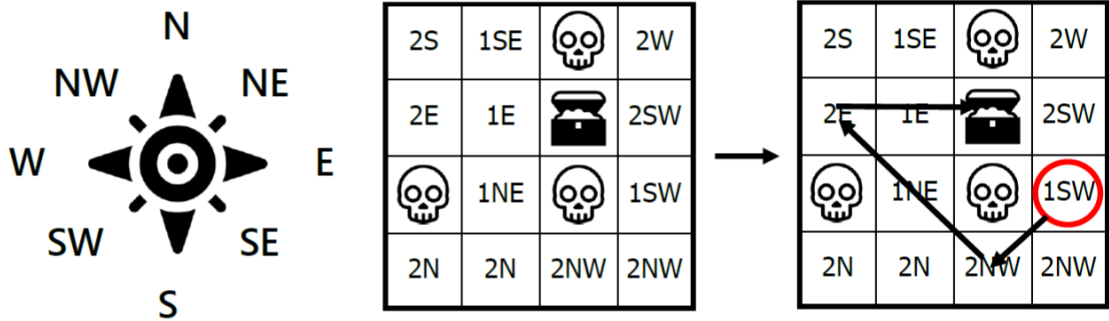 N
NW NE
W E
SW SE
S
2S 1SE 2W
2E 1E 2SW
1NE 1SW
2N 2N 2NW 2NW
2S 1SE 2W
2E 1E 2SW
1NE 1SW
2N 2N 2NW 2NW